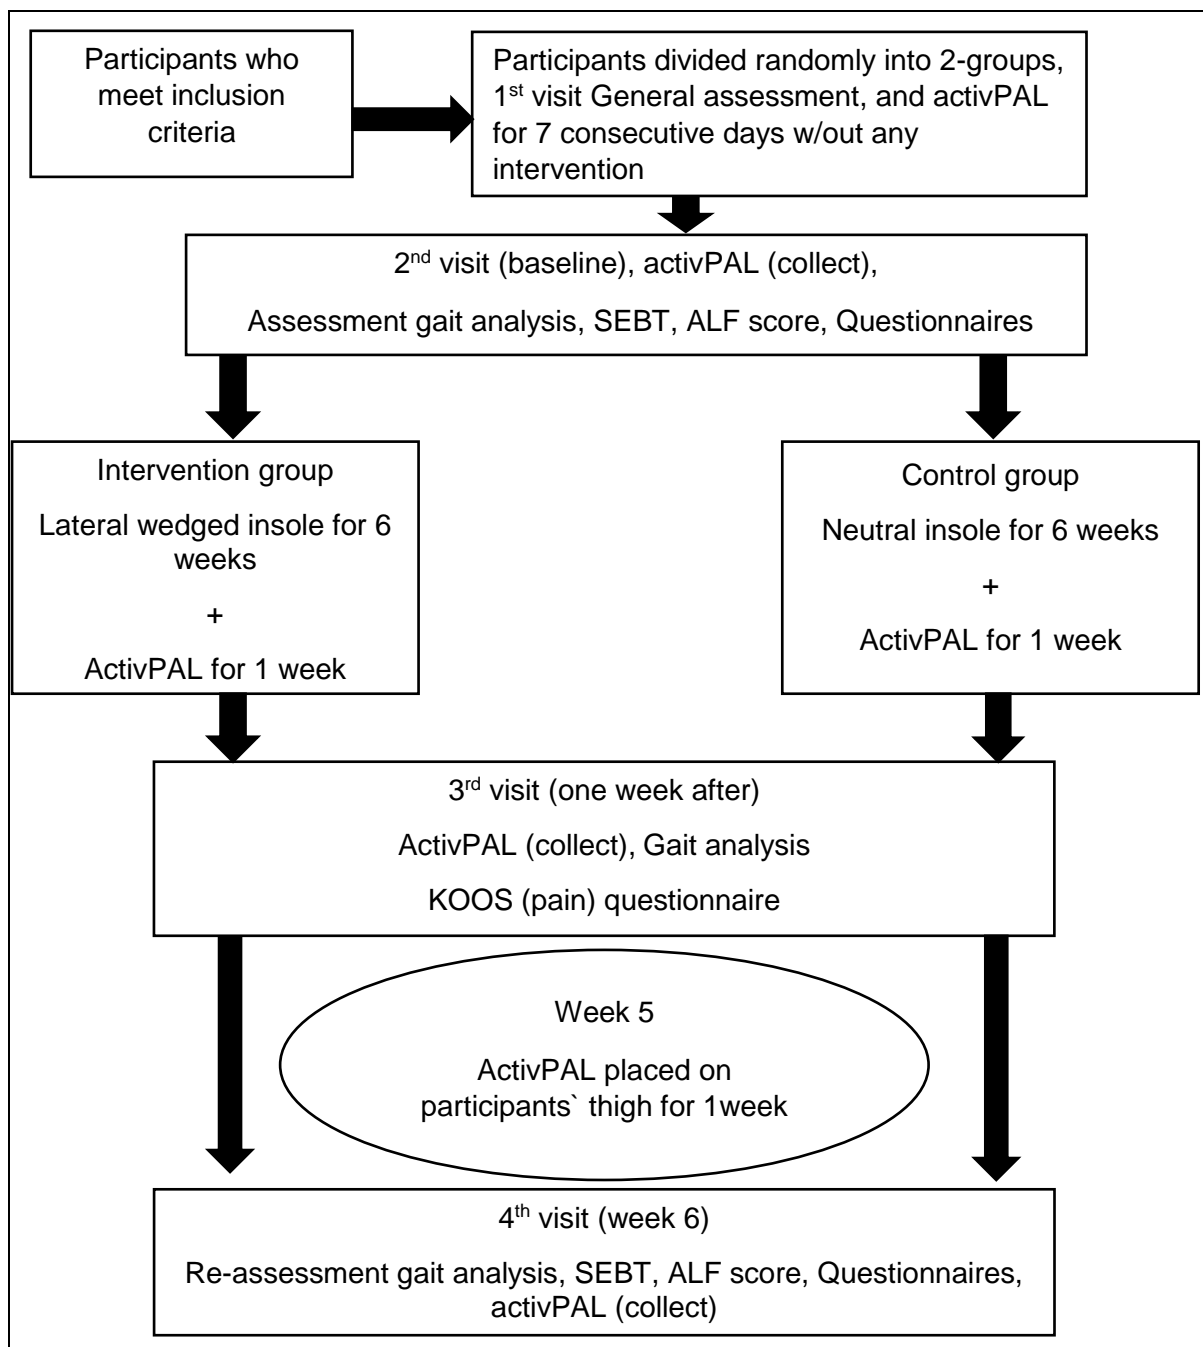 Participants who
meet inclusion
criteria
Participants divided randomly into 2-groups,
1st visit General assessment, and activPAL
for 7 consecutive days w/out any
intervention
2nd visit (baseline), activPAL (collect),
Assessment gait analysis, SEBT, ALF score, Questionnaires
Intervention group
Lateral wedged insole for 6
weeks
+
ActivPAL for 1 week
Control group
Neutral insole for 6 weeks
+
ActivPAL for 1 week
3rd visit (one week after)
ActivPAL (collect), Gait analysis
KOOS (pain) questionnaire
Week 5
ActivPAL placed on
participants` thigh for 1week
4th visit (week 6)
Re-assessment gait analysis, SEBT, ALF score, Questionnaires,
activPAL (collect)